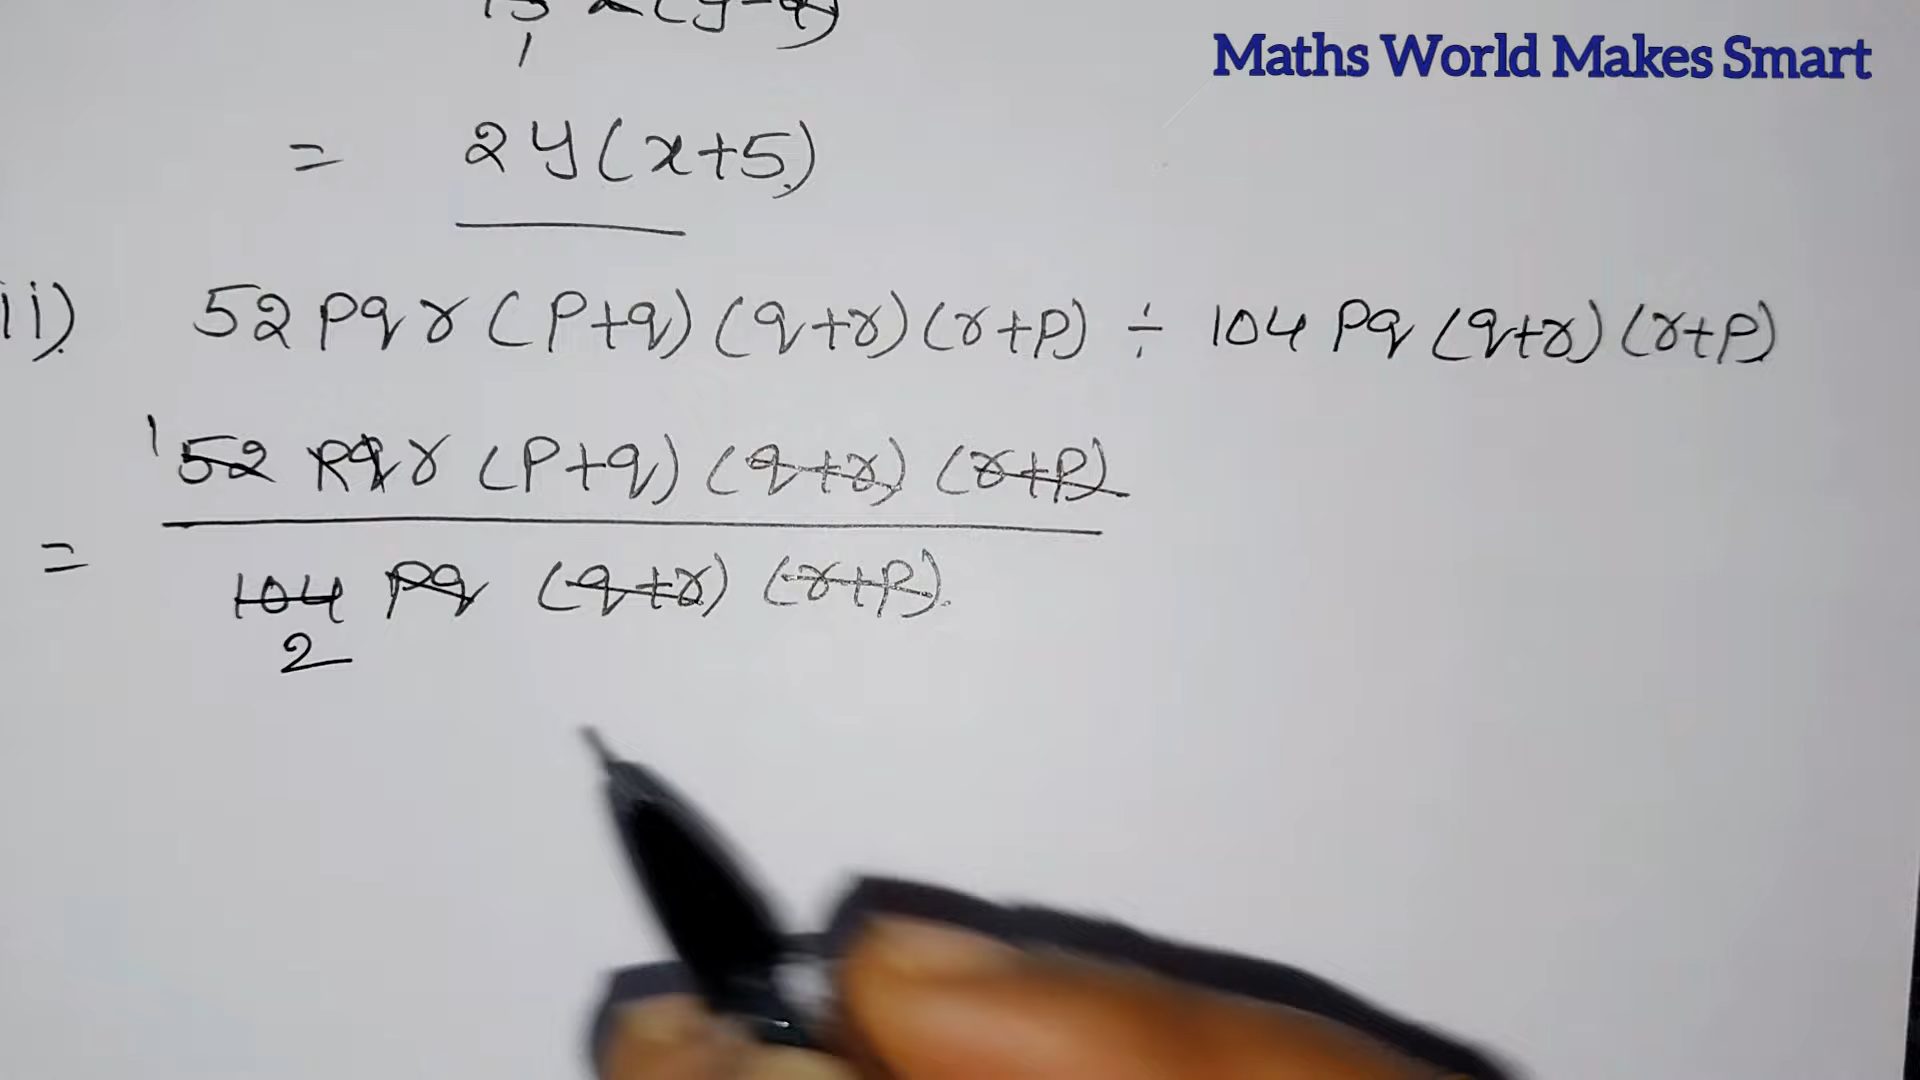 Maths World Makes Smart
= 2y(x+5)
ii) 52pqr(p+q)(q+r)(r+p) ÷ 104pq(q+r)(r+p)
1
52pqr(p+q)(q+r)(r+p)
=
104pq(q+r)(r+p).
2